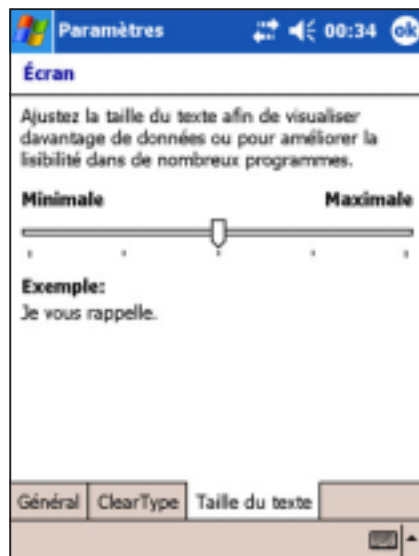 Paramètres 00:34 ok
Écran
Ajustez la taille du texte afin de visualiser
davantage de données ou pour améliorer la
lisibilité dans de nombreux programmes.
Minimale Maximale
Exemple:
Je vous rappelle.
Général ClearType Taille du texte